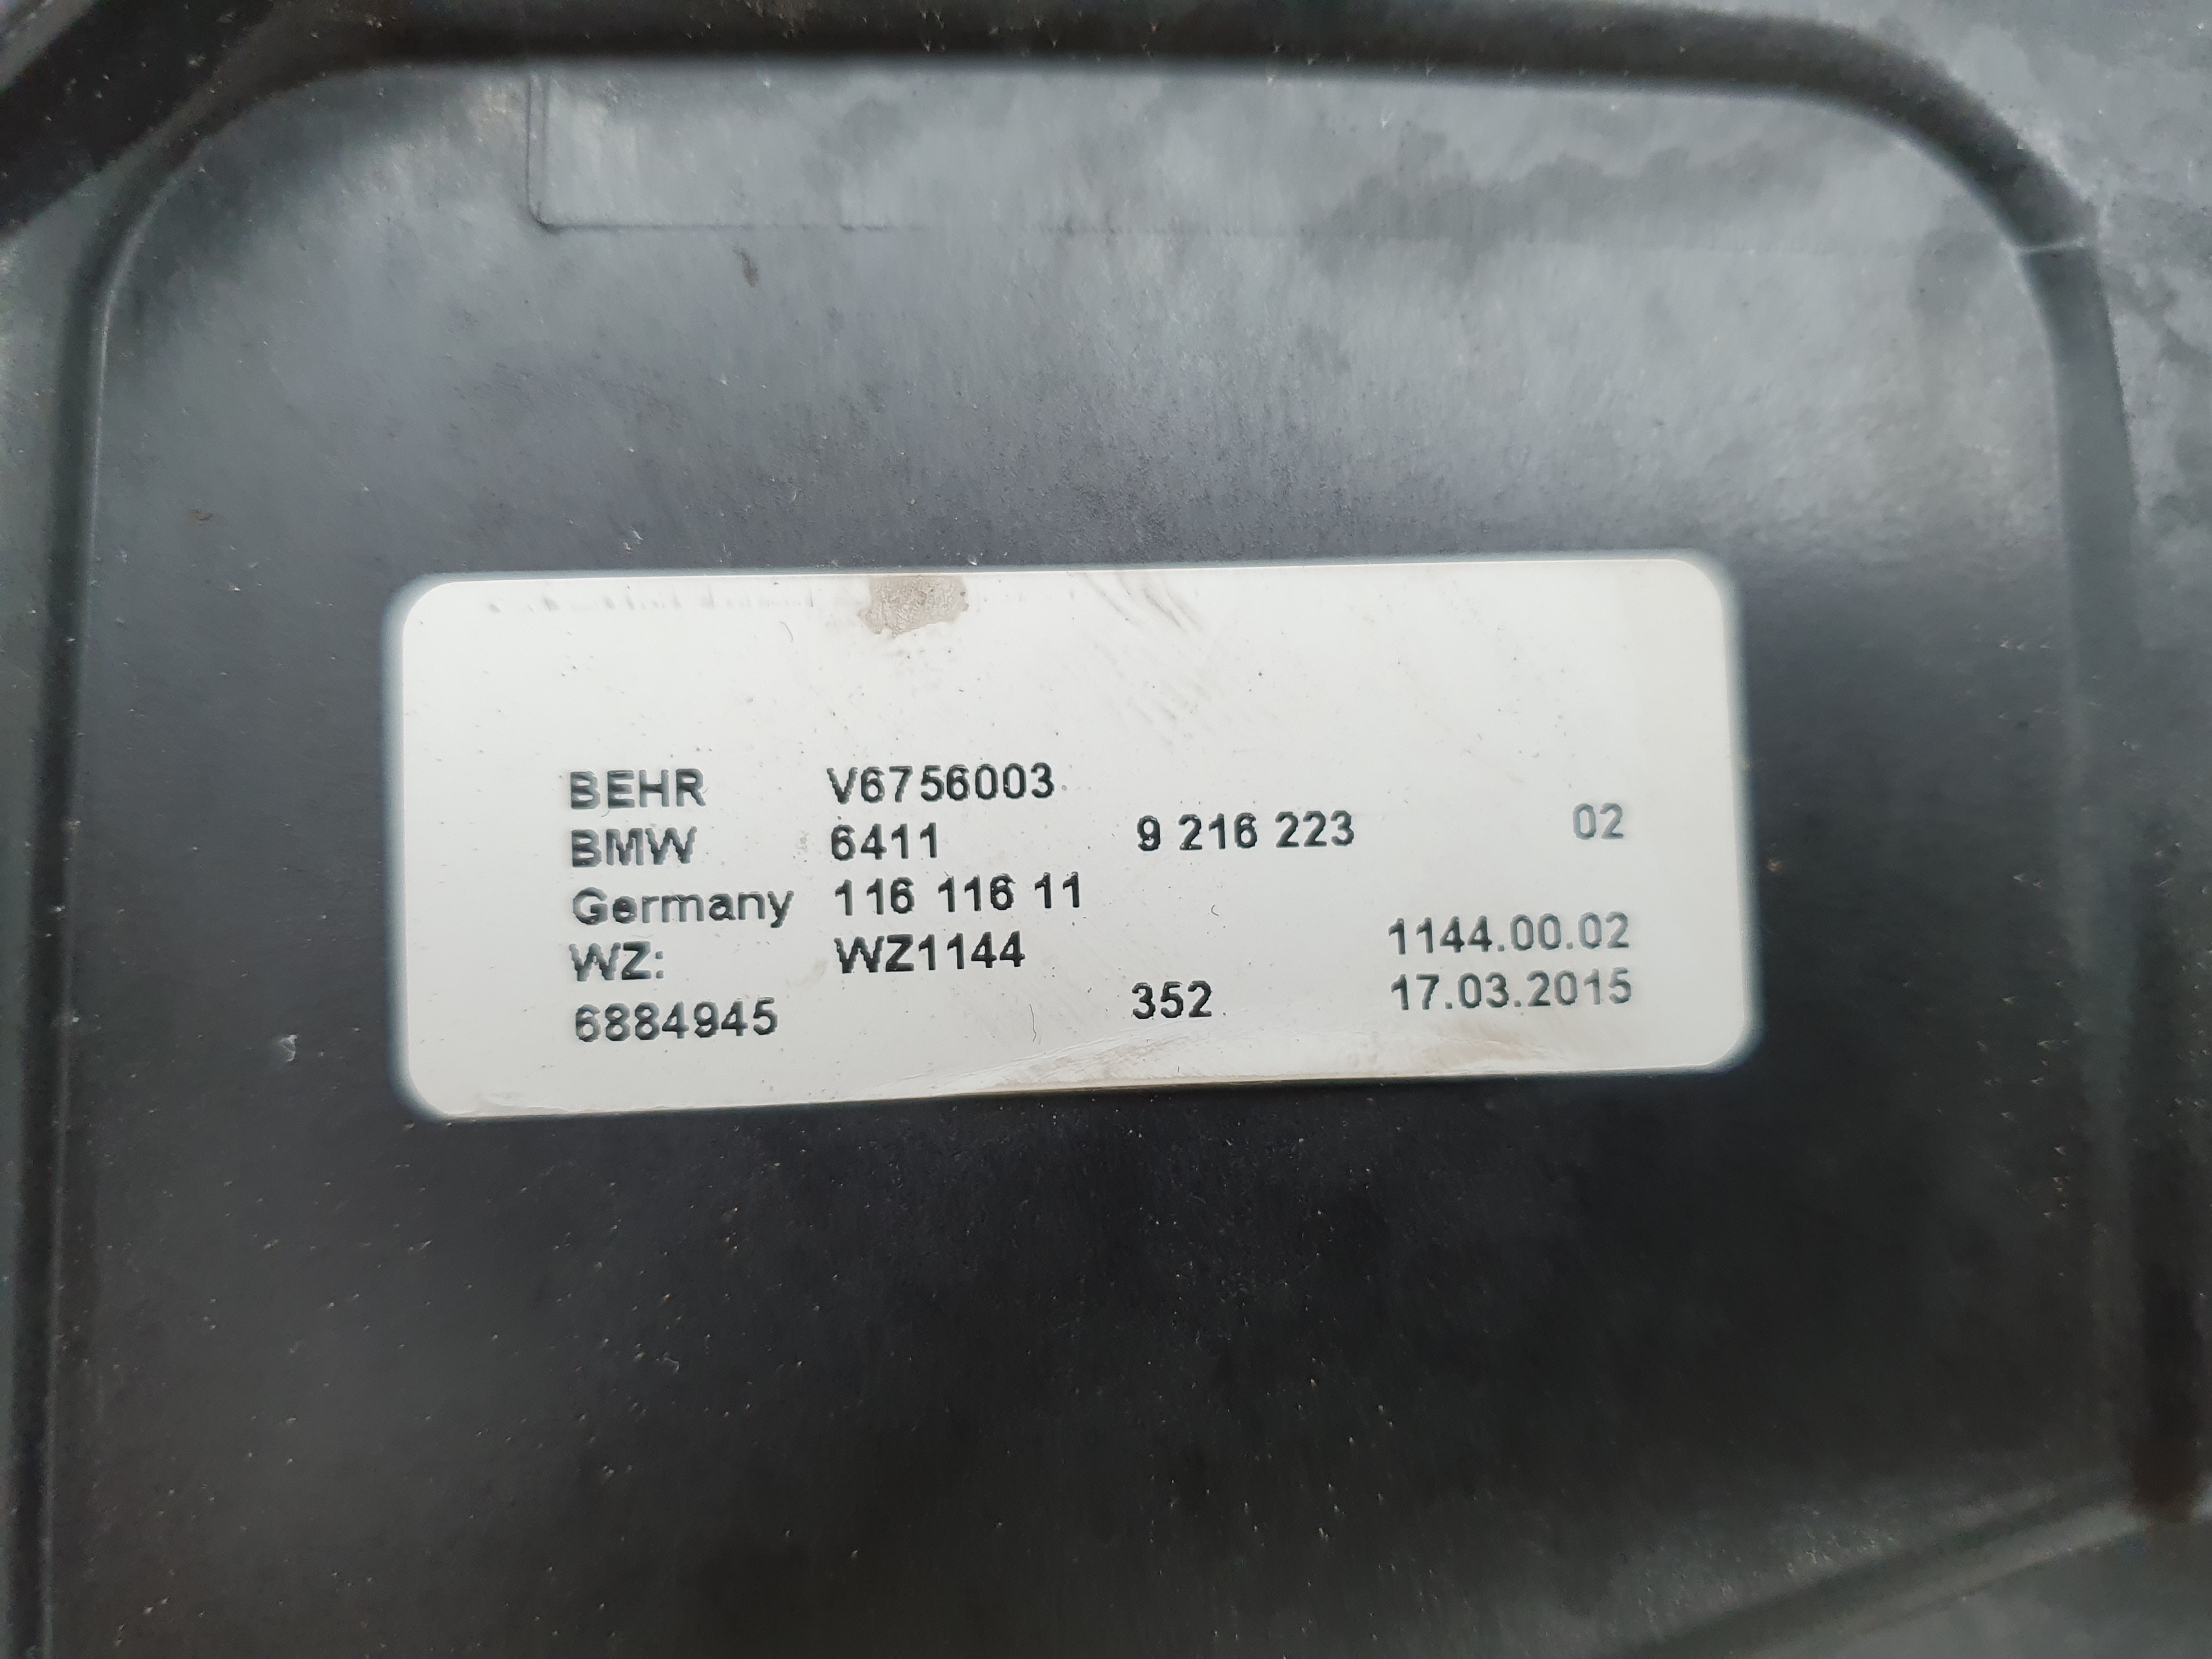 BEHR V6756003
BMW 6411 9 216 223 02
Germany 116 116 11
WZ: WZ1144 1144.00.02
6884945 352 17.03.2015